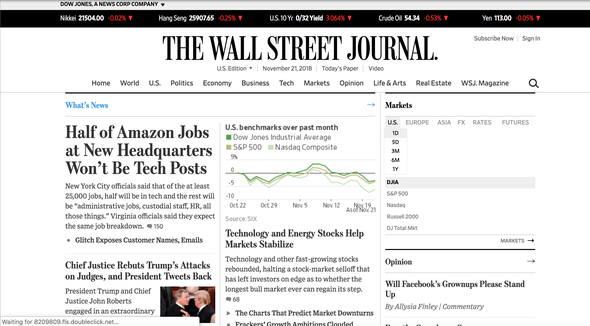 DOW JONES, A NEWS CORP COMPANY ▼
Nikkei 21504.00 -0.02% ▼ Hang Seng 25907.65 -0.25% ▼ U.S. 10 Yr 0/32 Yield 3.064% ▼ Crude Oil 54.34 -0.53% ▼ Yen 113.00 -0.05% ▼
Subscribe Now | Sign In
THE WALL STREET JOURNAL.
U.S. Edition ▼ | November 21, 2018 | Today's Paper | Video
Home World U.S. Politics Economy Business Tech Markets Opinion Life & Arts Real Estate WSJ. Magazine
What's News →
Half of Amazon Jobs
at New Headquarters
Won't Be Tech Posts
New York City officials said that of the at least
25,000 jobs, half will be in tech and the rest will
be "administrative jobs, custodial staff, HR, all
those things." Virginia officials said they expect
the same job breakdown. 150
Glitch Exposes Customer Names, Emails
Chief Justice Rebuts Trump's Attacks
on Judges, and President Tweets Back
President Trump and Chief
Justice John Roberts
engaged in an extraordinary
Waiting for 8209809.fls.doubleclick.net...
U.S. benchmarks over past month
Dow Jones Industrial Average
S&P 500 Nasdaq Composite
5%
0
-5
-10
Oct. 22 Oct. 29 Nov. 5 Nov. 12 Nov. 19
As of Nov. 21
Source: SIX
Technology and Energy Stocks Help
Markets Stabilize
Technology and other fast-growing stocks
rebounded, halting a stock-market selloff that
has left investors on edge as to whether the
longest bull market ever can regain its step.
68
The Charts That Predict Market Downturns
Frackers' Growth Ambitions Clouded
Markets
U.S. EUROPE ASIA FX RATES FUTURES
1D
5D
3M
6M
1Y
DJIA
S&P 500
Nasdaq
Russell 2000
DJ Total Mkt
MARKETS →
Opinion →
Will Facebook's Grownups Please Stand
Up
By Allysia Finley | Commentary